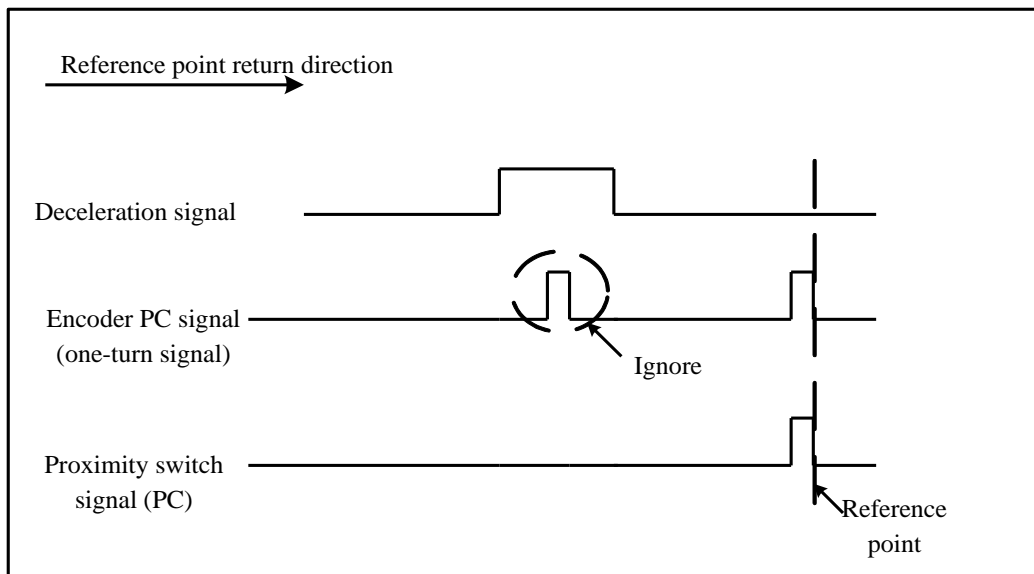 Reference point return direction
Deceleration signal
Encoder PC signal
(one-turn signal)
Ignore
Proximity switch
signal (PC)
Reference
point